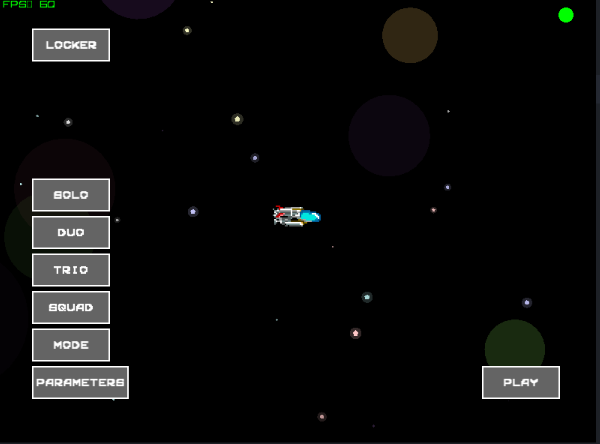 FPS: 60
LOCKER
SOLO
DUO
TRIO
SQUAD
MODE
PARAMETERS
PLAY